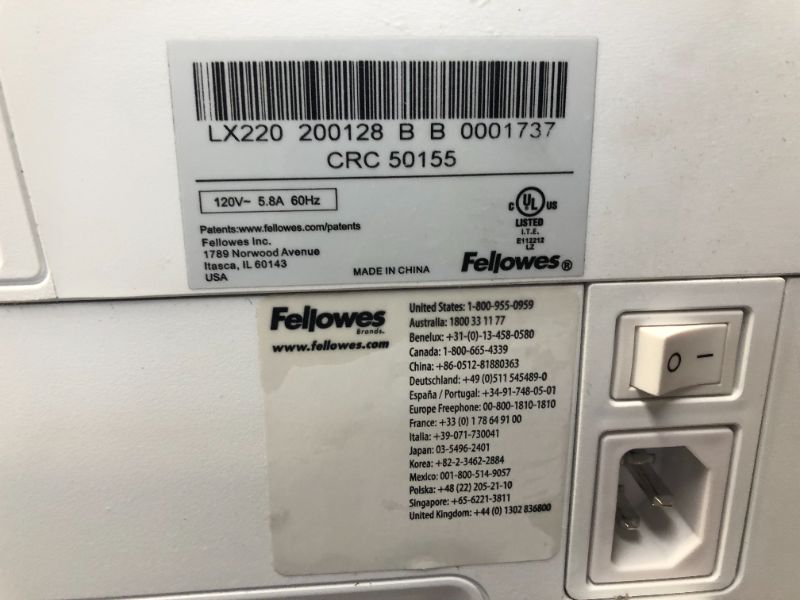 LX220 200128 B B 0001737
CRC 50155
120V~ 5.8A 60Hz
Patents:www.fellowes.com/patents
Fellowes Inc.
1789 Norwood Avenue
Itasca, IL 60143
USA
MADE IN CHINA
C UL US
LISTED
I.T.E.
E112212
LZ
Fellowes®
Fellowes
Brands.
www.fellowes.com
United States: 1-800-955-0959
Australia: 1800 33 11 77
Benelux: +31-(0)-13-458-0580
Canada: 1-800-665-4339
China: +86-0512-81880363
Deutschland: +49 (0)511 545489-0
España / Portugal: +34-91-748-05-01
Europe Freephone: 00-800-1810-1810
France: +33 (0) 1 78 64 91 00
Italia: +39-071-730041
Japan: 03-5496-2401
Korea: +82-2-3462-2884
Mexico: 001-800-514-9057
Polska: +48 (22) 205-21-10
Singapore: +65-6221-3811
United Kingdom: +44 (0) 1302 836800
O –